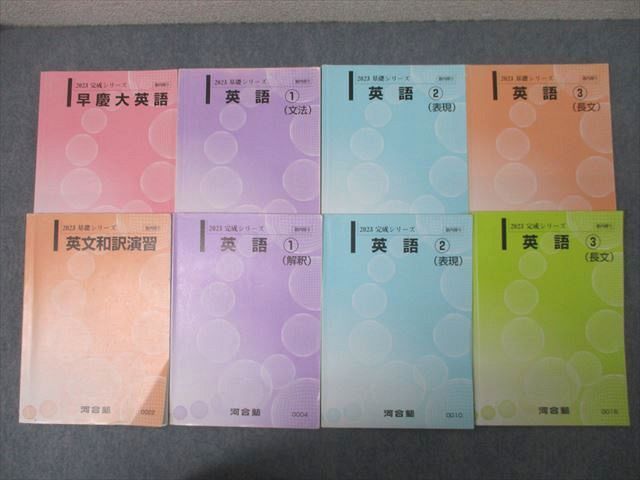 2023 完成シリーズ
早慶大英語
2023 基礎シリーズ
英語 ①
(文法)
2023 基礎シリーズ
英語 ②
(表現)
2023 基礎シリーズ
英語 ③
(長文)
2023 基礎シリーズ
英文和訳演習
河合塾
0022
2023 完成シリーズ
英語 ①
(解釈)
河合塾
0004
2023 完成シリーズ
英語 ②
(表現)
河合塾
0010
2023 完成シリーズ
英語 ③
(長文)
河合塾
0016